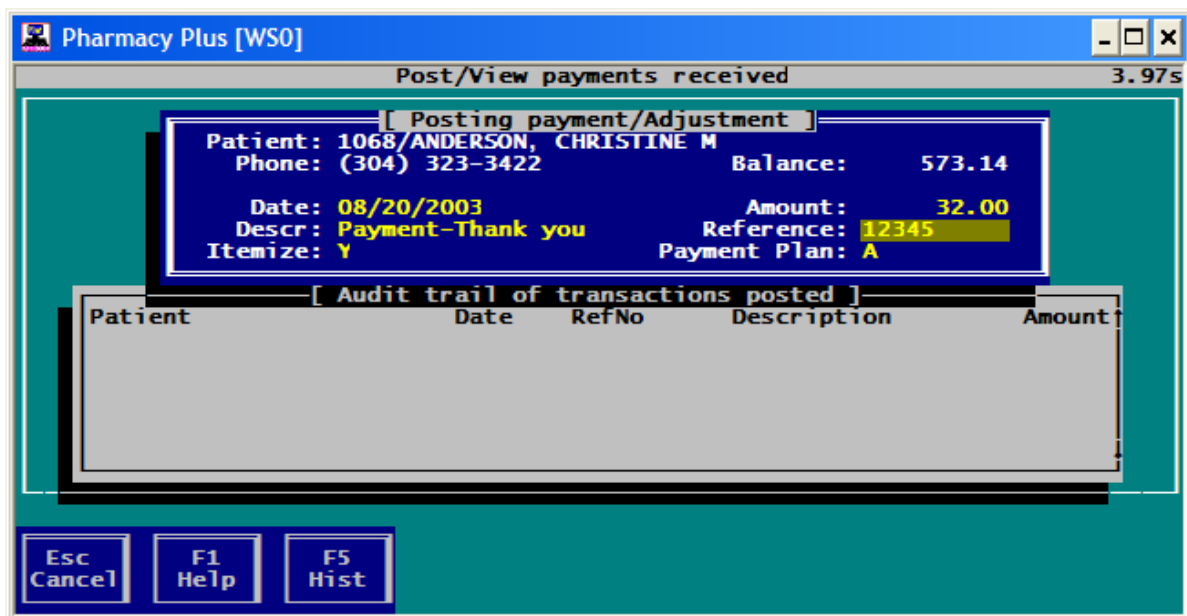 Pharmacy Plus [WS0]
Post/View payments received 3.97s
[ Posting payment/Adjustment ]
Patient: 1068/ANDERSON, CHRISTINE M
Phone: (304) 323-3422 Balance: 573.14
Date: 08/20/2003 Amount: 32.00
Descr: Payment-Thank you Reference: 12345
Itemize: Y Payment Plan: A
[ Audit trail of transactions posted ]
Patient Date RefNo Description Amount↑
↓
Esc F1 F5
Cancel Help Hist